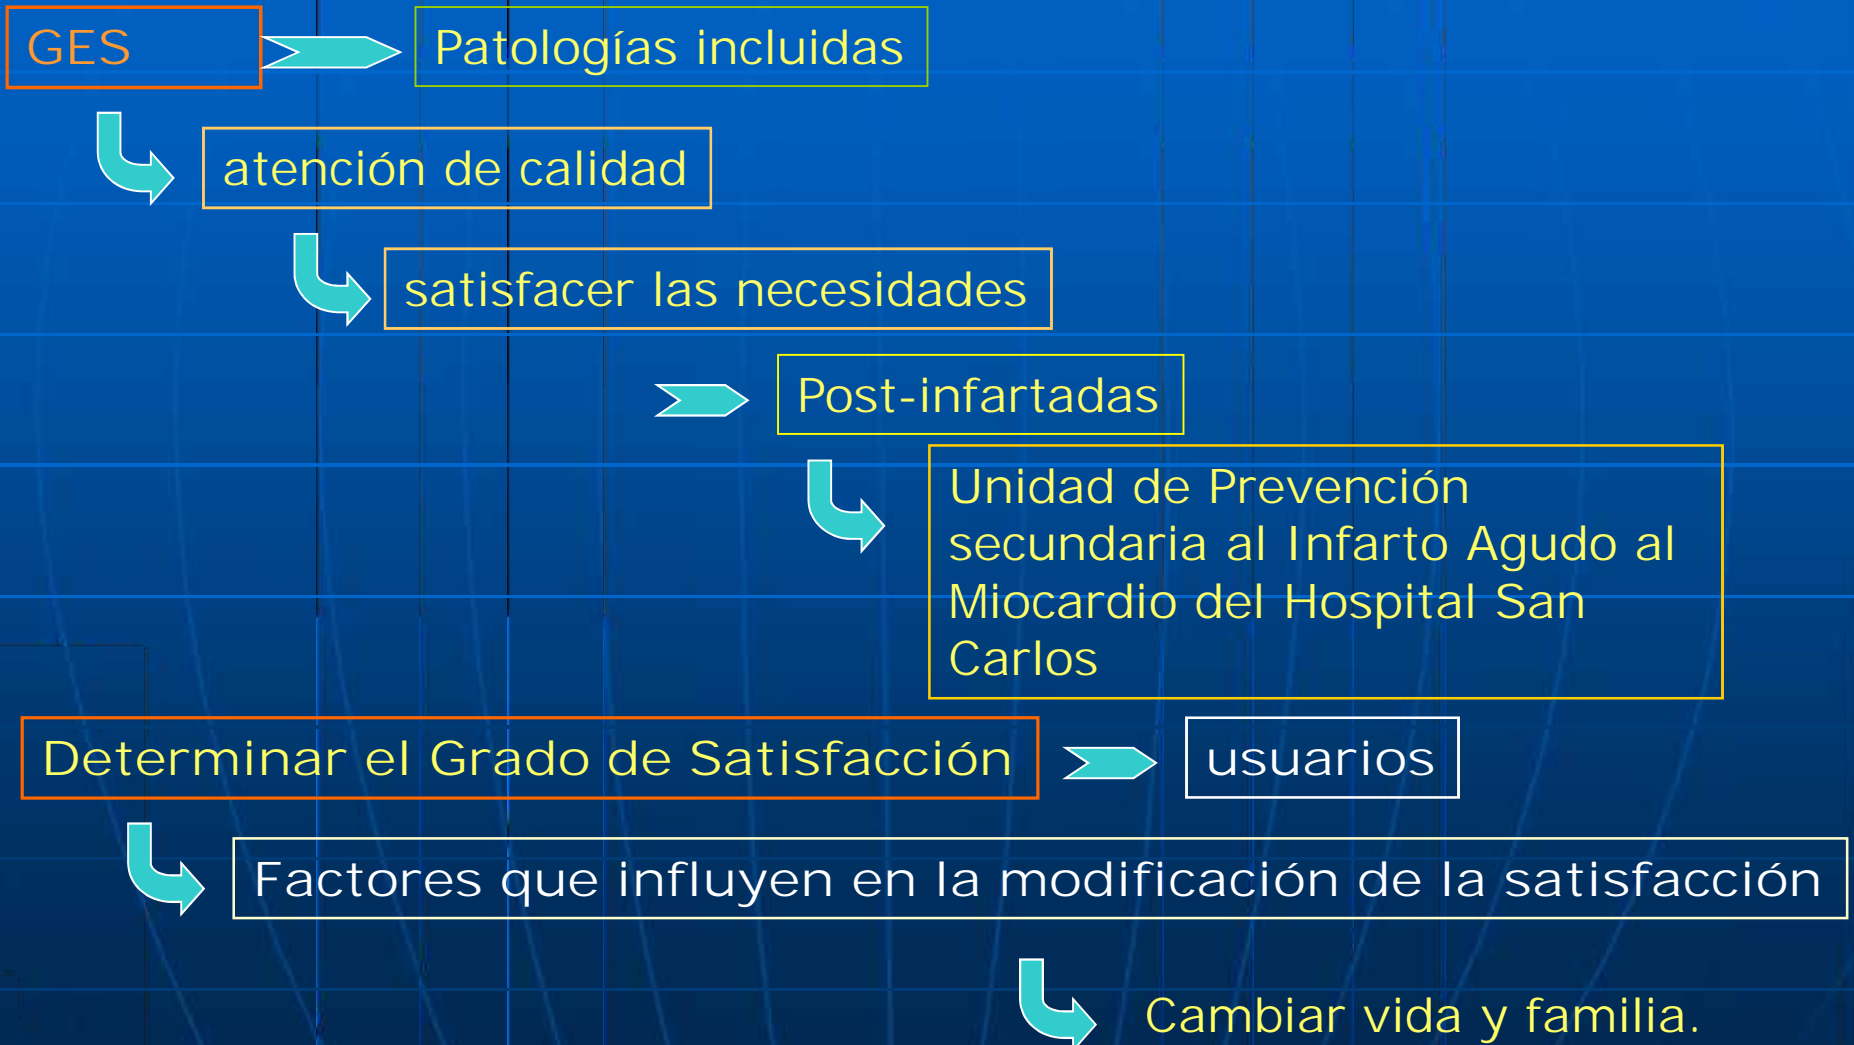 GES
Patologías incluidas
atención de calidad
satisfacer las necesidades
Post-infartadas
Unidad de Prevención
secundaria al Infarto Agudo al
Miocardio del Hospital San
Carlos
Determinar el Grado de Satisfacción
usuarios
Factores que influyen en la modificación de la satisfacción
Cambiar vida y familia.